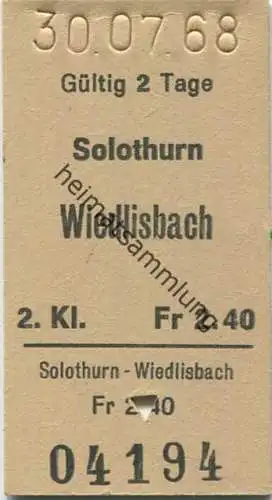 30.07.68
Gültig 2 Tage
Solothurn
Wiedlisbach
heimatsammlung
2. Kl. Fr 2.40
Solothurn - Wiedlisbach
Fr 2.40
04194